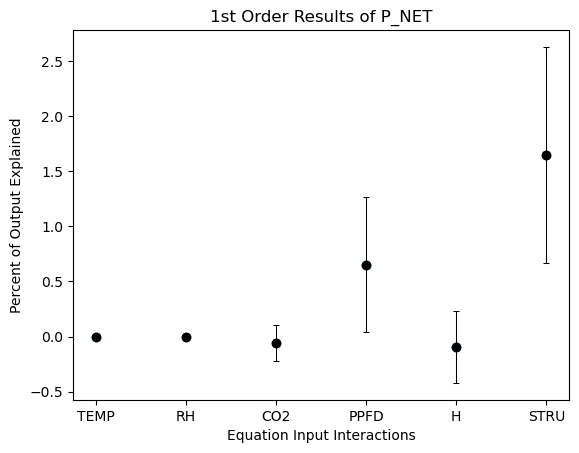 1st Order Results of P_NET
Percent of Output Explained
2.5
2.0
1.5
1.0
0.5
0.0
−0.5
TEMP RH CO2 PPFD H STRU
Equation Input Interactions